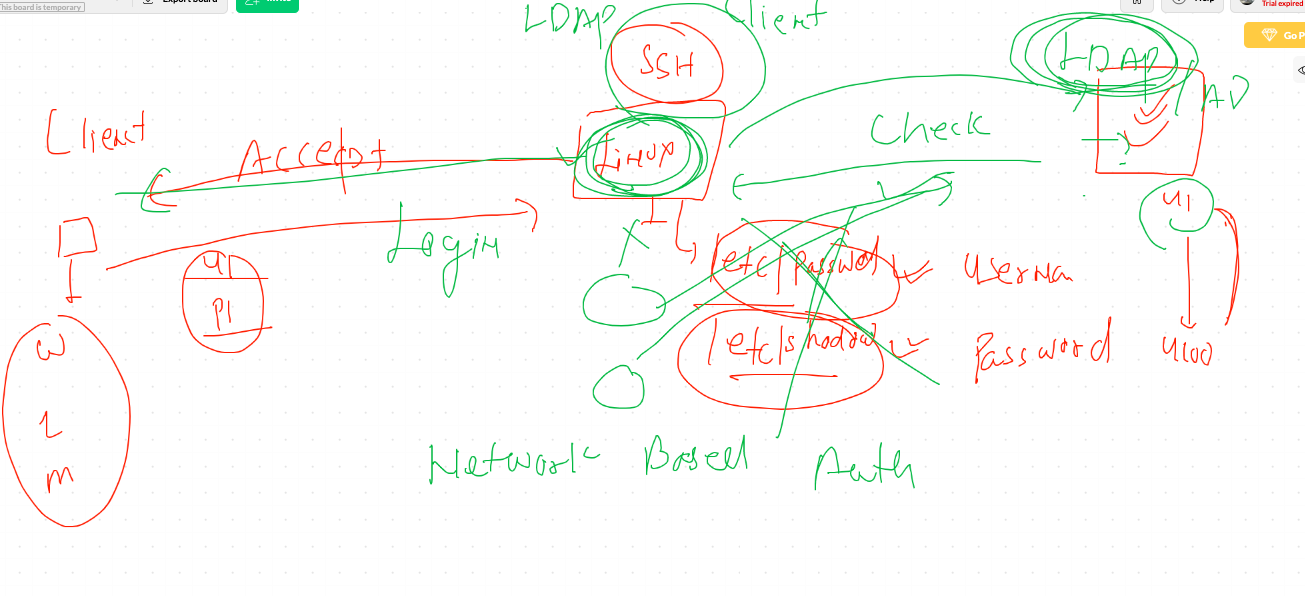 This board is temporary
Export board
Help
Trial expired
Go P
LDAP Client
SSH
LDAP
AD
Client
Accept
Linux
Check
Login
U1
P1
U1
/etc/passwd
Userna
/etc/shadow
Password
U100
W
L
m
Network Based Auth